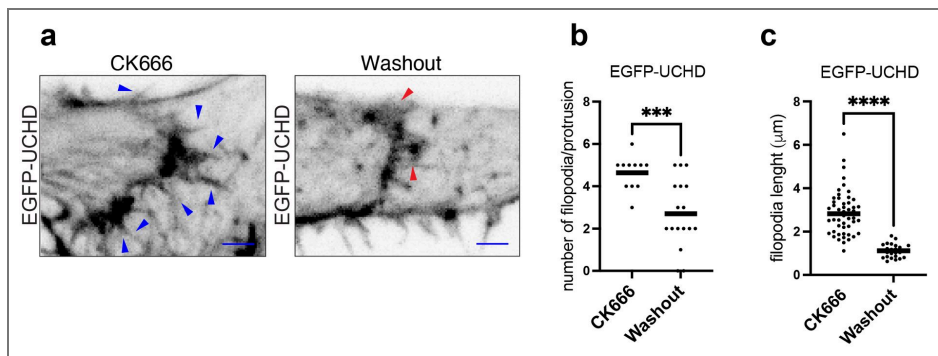 a
CK666
Washout
EGFP-UCHD
EGFP-UCHD
b
EGFP-UCHD
number of filopodia/protrusion
8
6
4
2
0
***
CK666
Washout
c
EGFP-UCHD
filopodia lenght (μm)
8
6
4
2
0
****
CK666
Washout